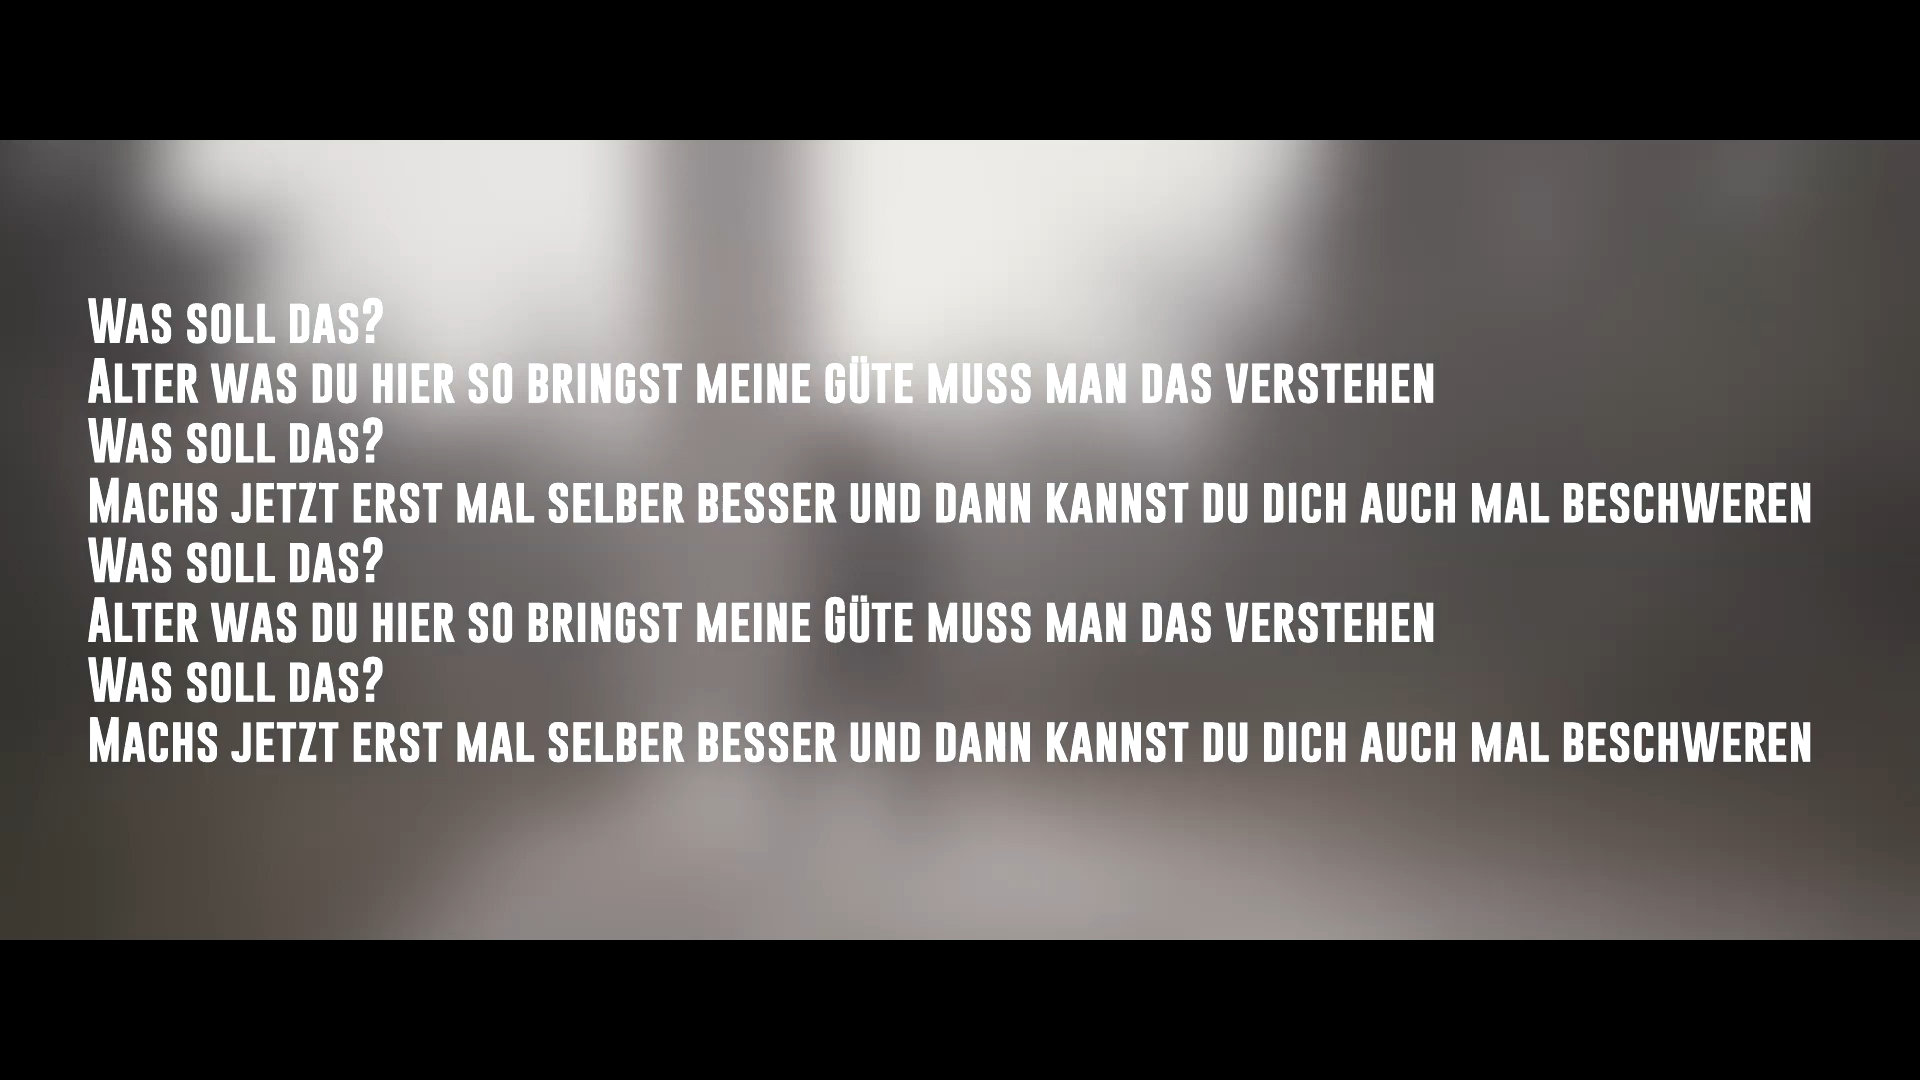 Was soll das?
Alter was du hier so bringst meine güte muss man das verstehen
Was soll das?
Machs jetzt erst mal selber besser und dann kannst du dich auch mal beschweren
Was soll das?
Alter was du hier so bringst meine Güte muss man das verstehen
Was soll das?
Machs jetzt erst mal selber besser und dann kannst du dich auch mal beschweren